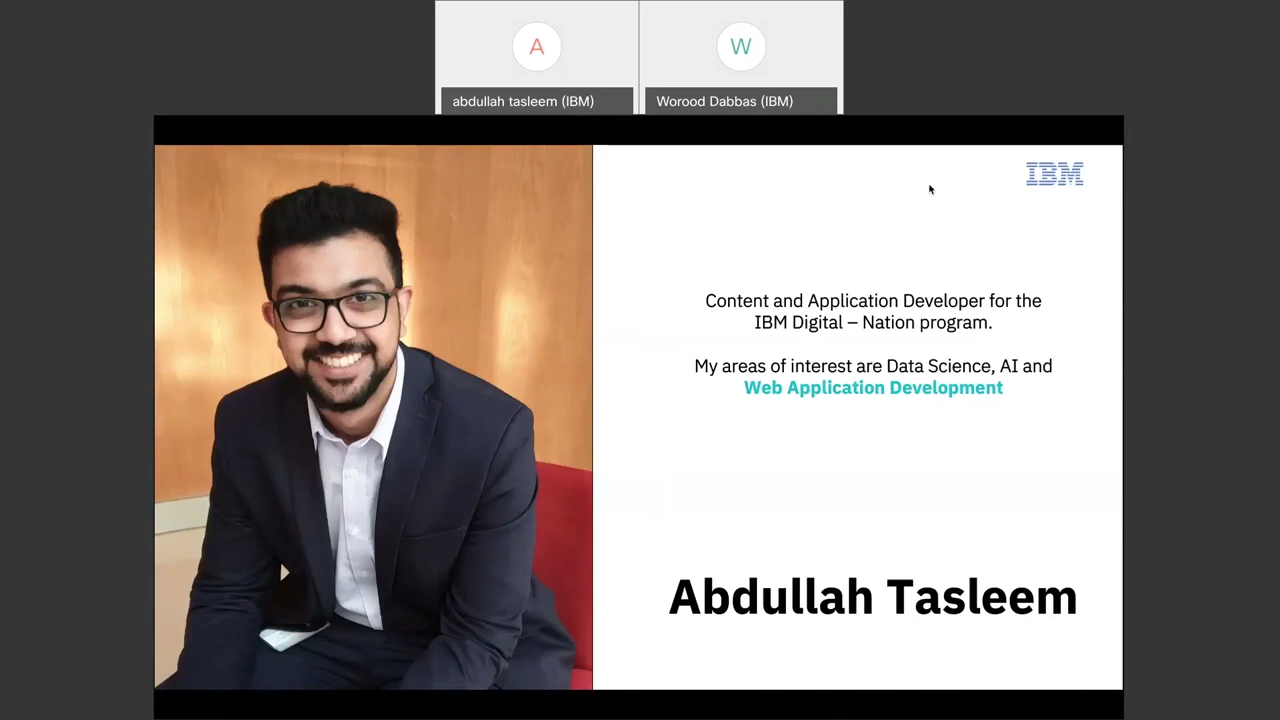 A
W
abdullah tasleem (IBM)
Worood Dabbas (IBM)
IBM
Content and Application Developer for the
IBM Digital – Nation program.
My areas of interest are Data Science, AI and
Web Application Development
Abdullah Tasleem